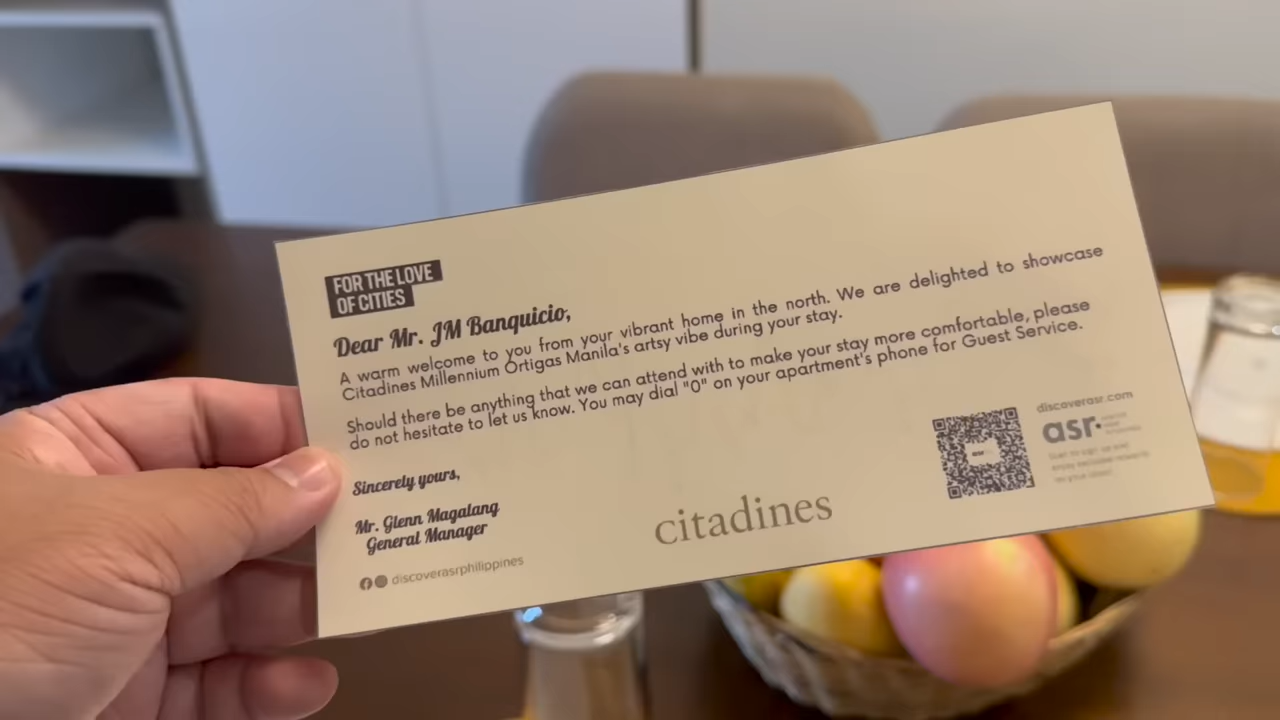 FOR THE LOVE
OF CITIES
Dear Mr. JM Banquicio,
A warm welcome to you from your vibrant home in the north. We are delighted to showcase
Citadines Millennium Ortigas Manila's artsy vibe during your stay.
Should there be anything that we can attend with to make your stay more comfortable, please
do not hesitate to let us know. You may dial "0" on your apartment's phone for Guest Service.
Sincerely yours,
Mr. Glenn Magalang
General Manager
discoverasrphilippines
citadines
discoverasr.com
asr